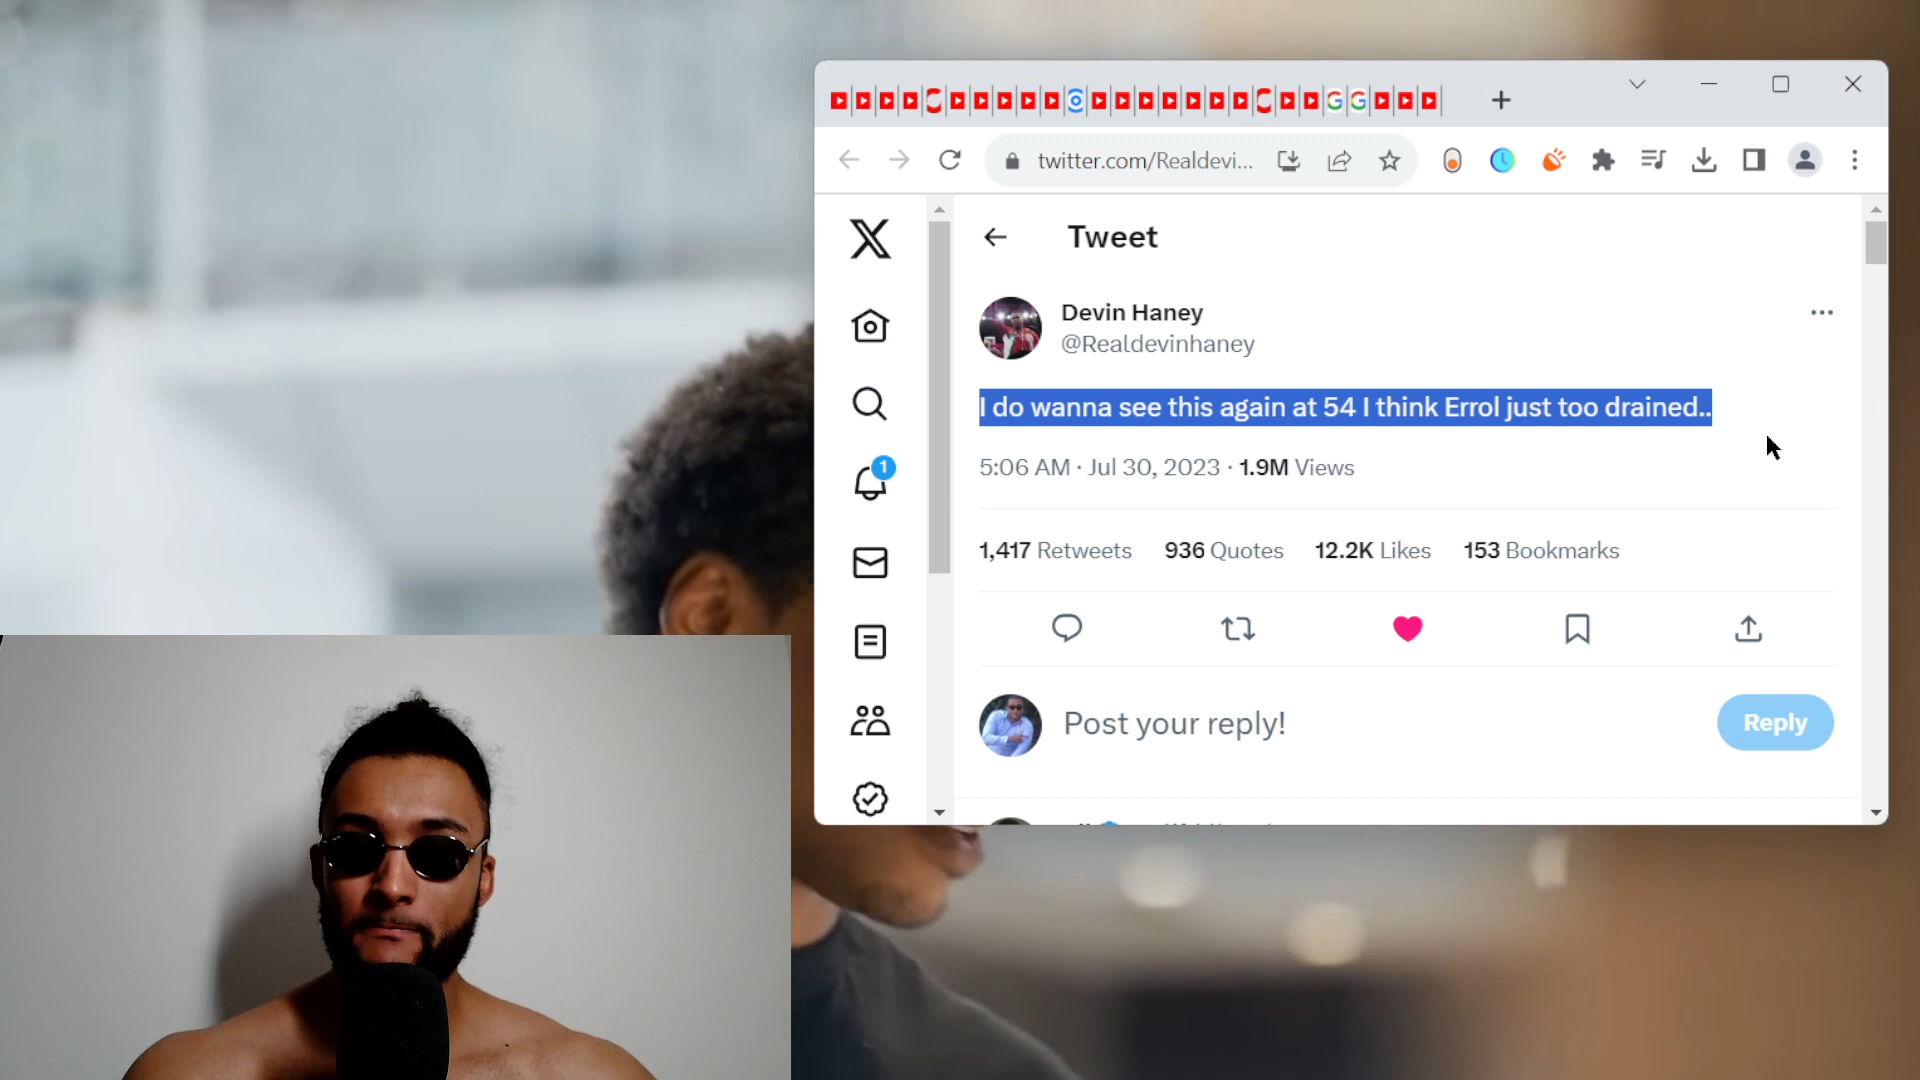 twitter.com/Realdevi...
Tweet
Devin Haney
@Realdevinhaney
I do wanna see this again at 54 I think Errol just too drained..
1
5:06 AM · Jul 30, 2023 · 1.9M Views
1,417 Retweets 936 Quotes 12.2K Likes 153 Bookmarks
Post your reply!
Reply